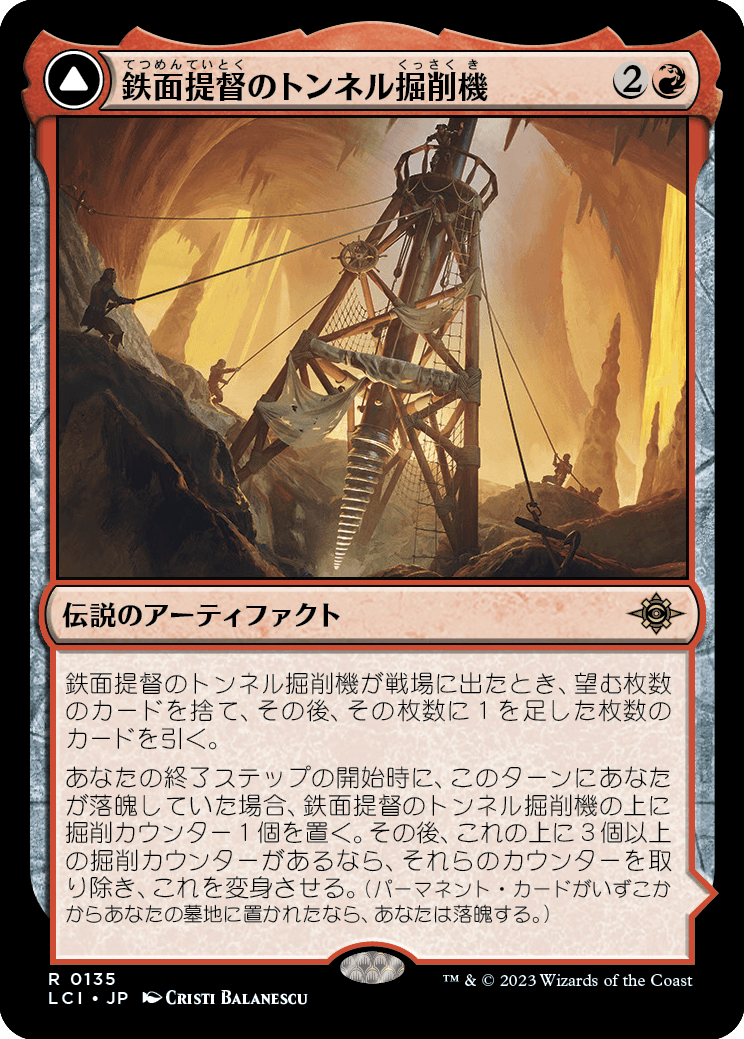 てつめんていとく くっさくき
鉄面提督のトンネル掘削機 2
伝説のアーティファクト
鉄面提督のトンネル掘削機が戦場に出たとき、望む枚数
のカードを捨て、その後、その枚数に1を足した枚数の
カードを引く。
あなたの終了ステップの開始時に、このターンにあなた
が落魄していた場合、鉄面提督のトンネル掘削機の上に
掘削カウンター1個を置く。その後、これの上に3個以上
の掘削カウンターがあるなら、それらのカウンターを取
り除き、これを変身させる。（パーマネント・カードがいずこか
からあなたの墓地に置かれたなら、あなたは落魄する。）
R 0135
LCI • JP Cristi Balanescu
™ & © 2023 Wizards of the Coast